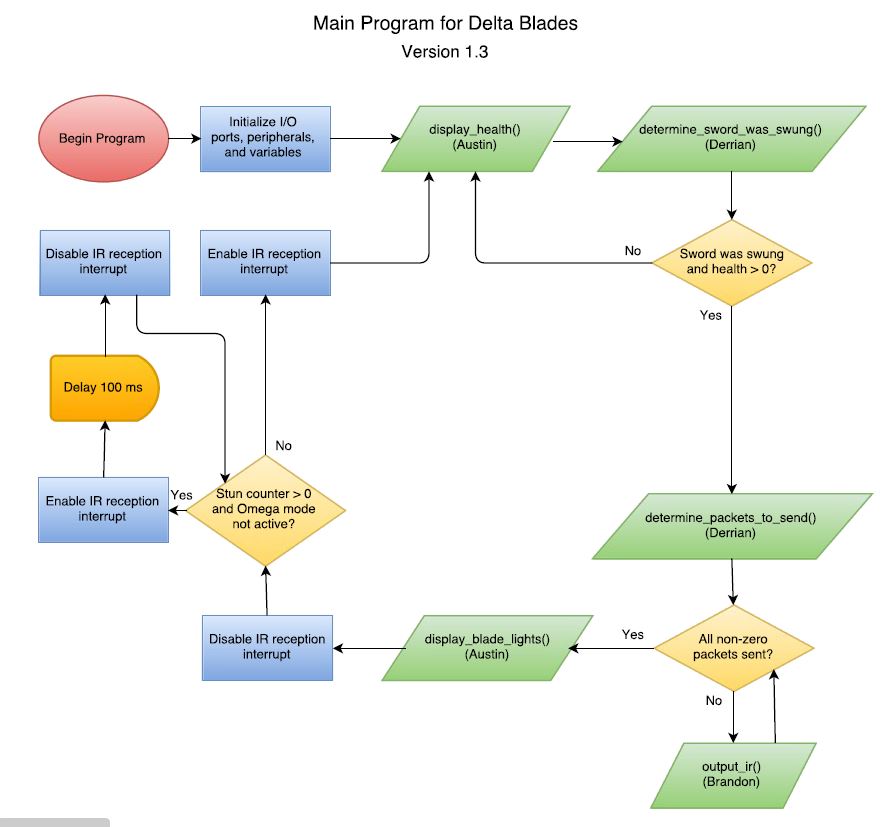 Main Program for Delta Blades
Version 1.3
Begin Program
Initialize I/O
ports, peripherals,
and variables
display_health()
(Austin)
determine_sword_was_swung()
(Derrian)
Disable IR reception
interrupt
Enable IR reception
interrupt
No
Sword was swung
and health > 0?
Yes
Delay 100 ms
No
Enable IR reception
interrupt
Yes
Stun counter > 0
and Omega mode
not active?
determine_packets_to_send()
(Derrian)
Disable IR reception
interrupt
display_blade_lights()
(Austin)
Yes
All non-zero
packets sent?
No
output_ir()
(Brandon)